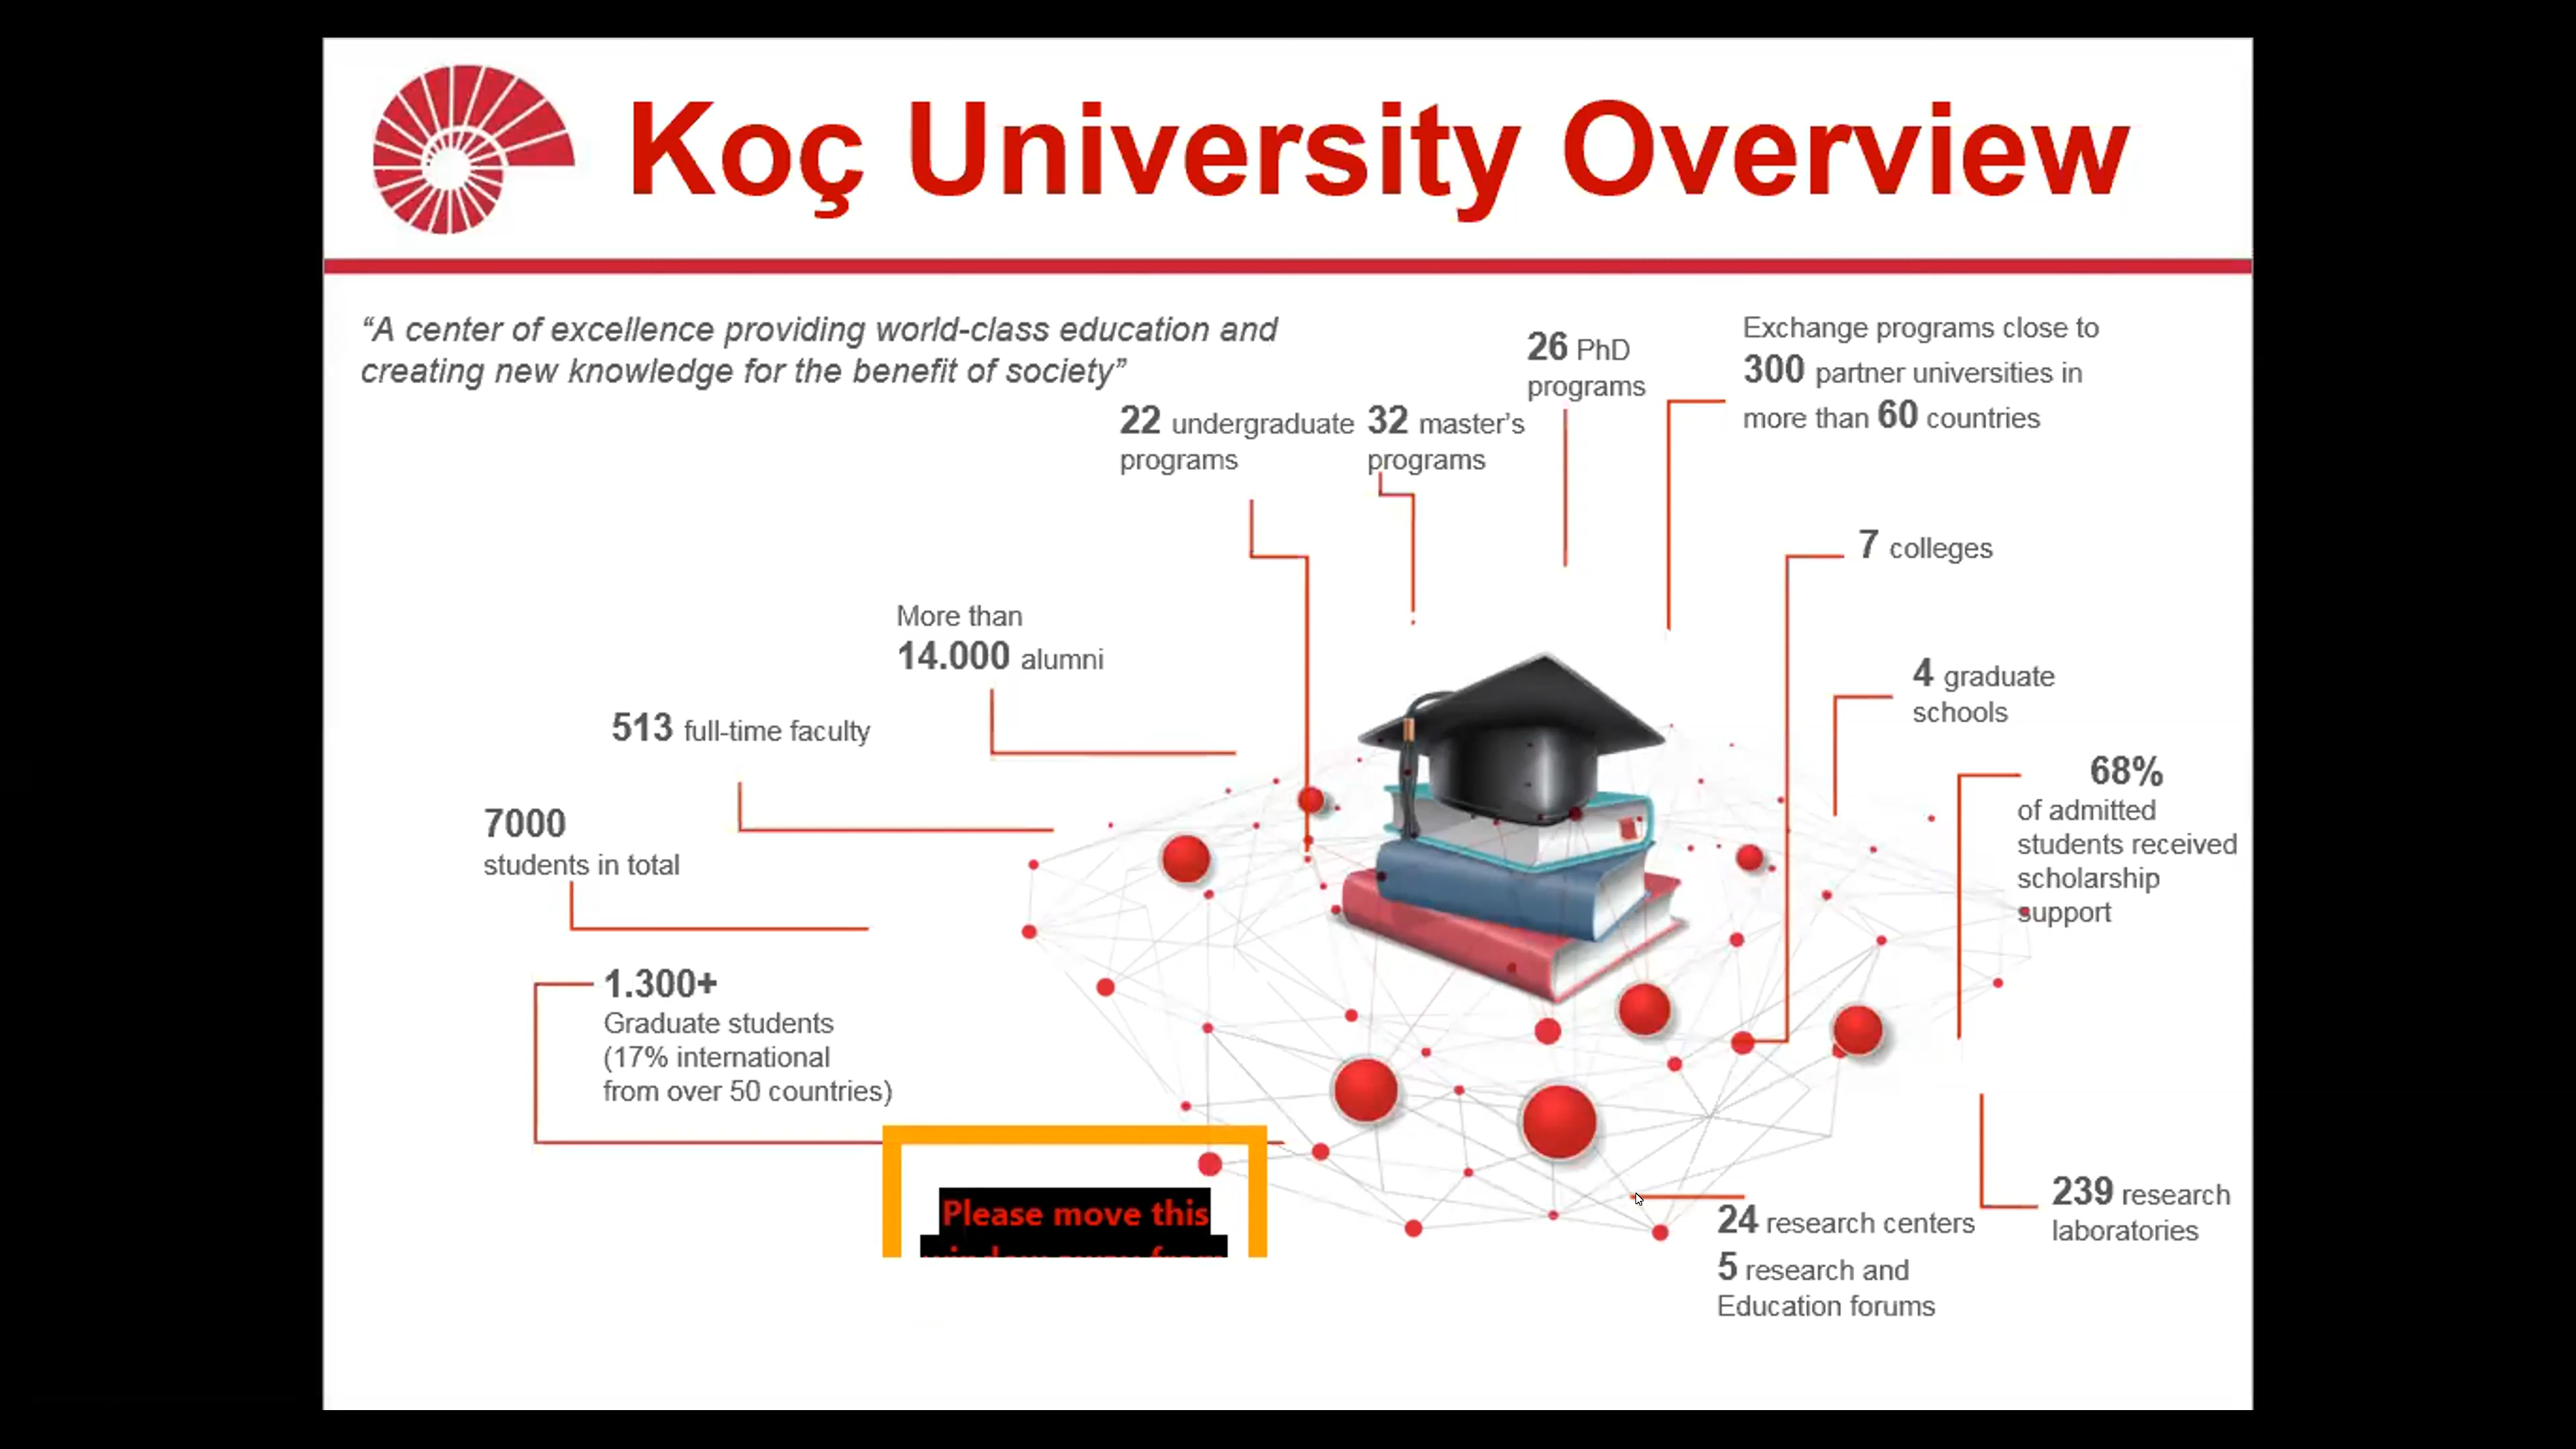 Koç University Overview
“A center of excellence providing world-class education and
creating new knowledge for the benefit of society”
22 undergraduate
programs
32 master’s
programs
26 PhD
programs
Exchange programs close to
300 partner universities in
more than 60 countries
7 colleges
More than
14.000 alumni
4 graduate
schools
513 full-time faculty
68%
of admitted
students received
scholarship
support
7000
students in total
1.300+
Graduate students
(17% international
from over 50 countries)
Please move this
239 research
laboratories
24 research centers
5 research and
Education forums